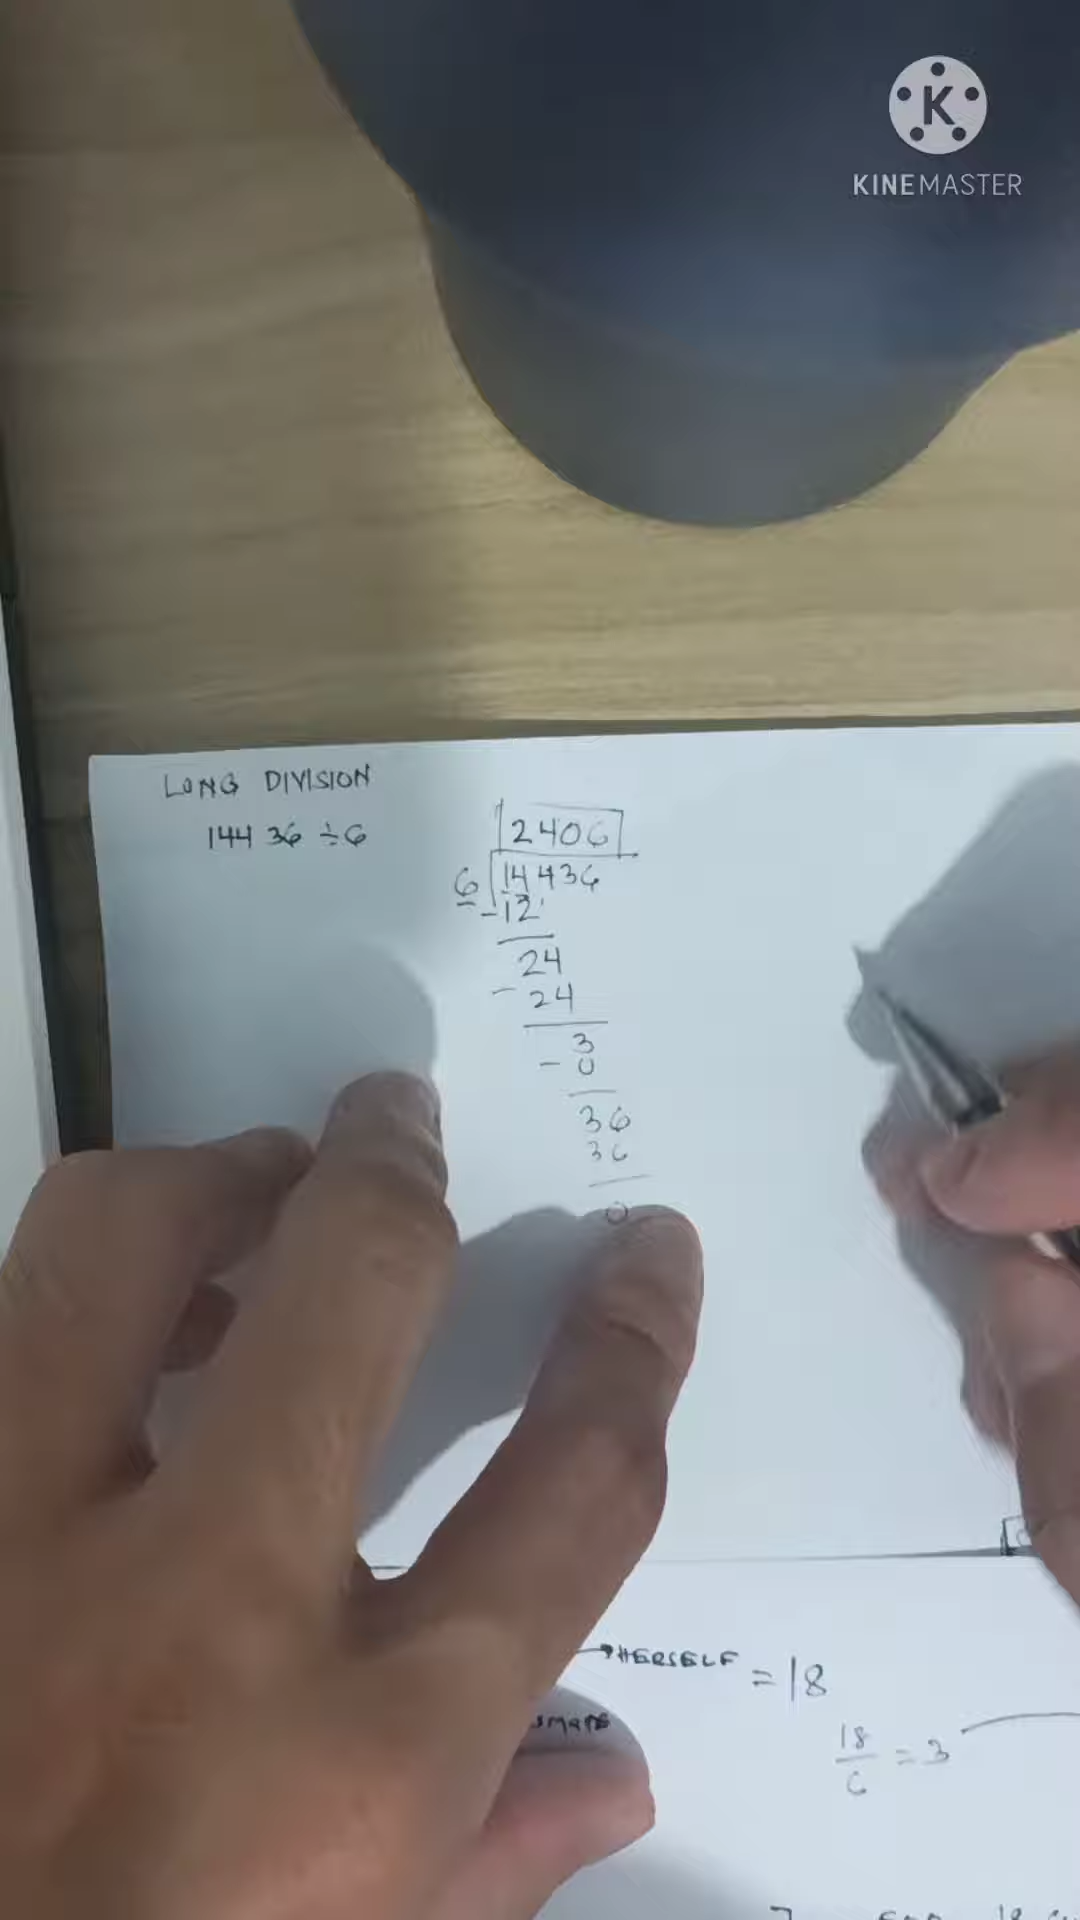 K
KINEMASTER
LONG DIVISION
144 36 ÷ 6
2406
6 14436
-12
24
- 24
3
- 0
36
36
0
→HERSELF = 18
18
6 = 3